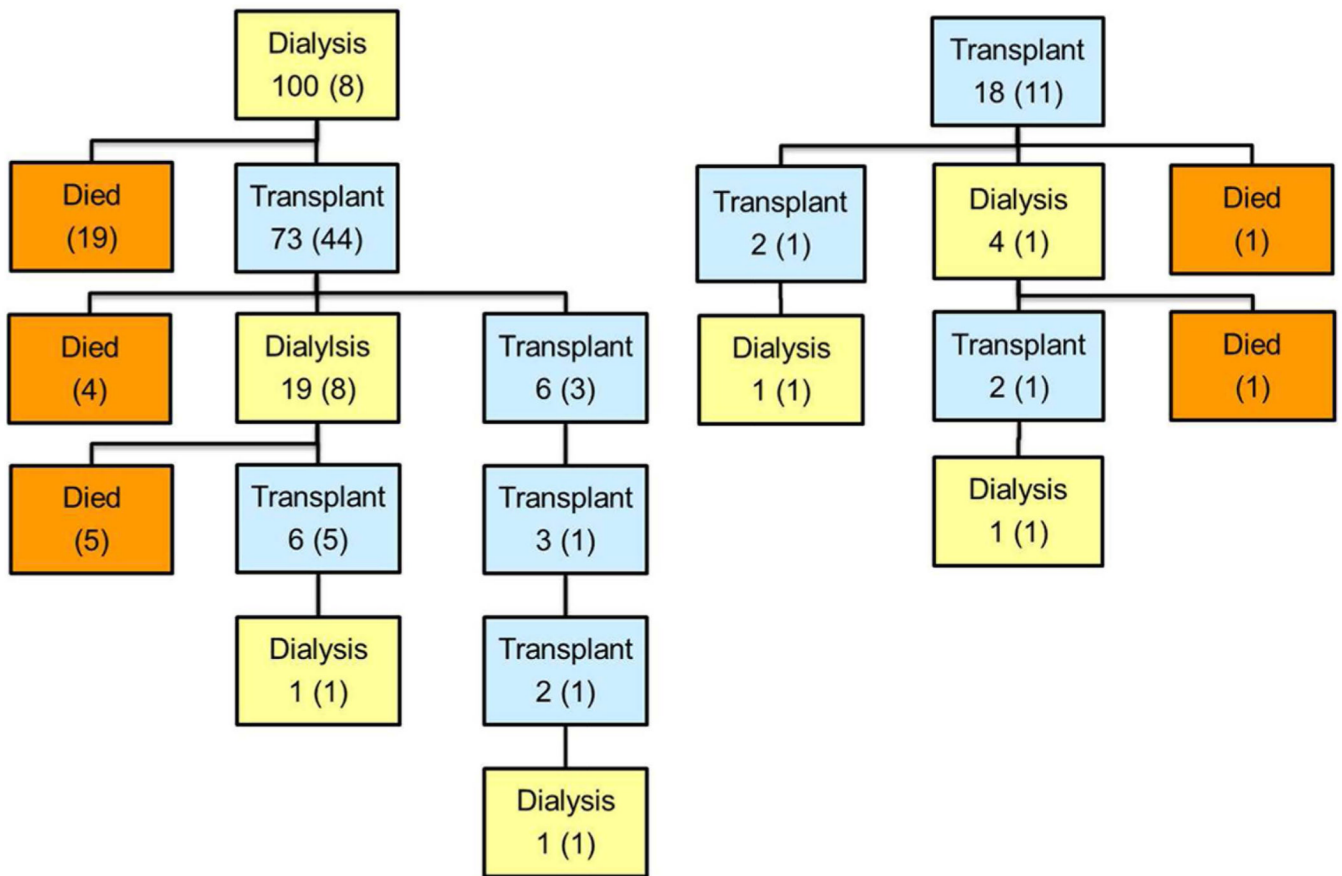 Dialysis
100 (8)
Died
(19)
Transplant
73 (44)
Died
(4)
Dialylsis
19 (8)
Transplant
6 (3)
Died
(5)
Transplant
6 (5)
Transplant
3 (1)
Dialysis
1 (1)
Transplant
2 (1)
Dialysis
1 (1)
Transplant
18 (11)
Transplant
2 (1)
Dialysis
4 (1)
Died
(1)
Dialysis
1 (1)
Transplant
2 (1)
Died
(1)
Dialysis
1 (1)